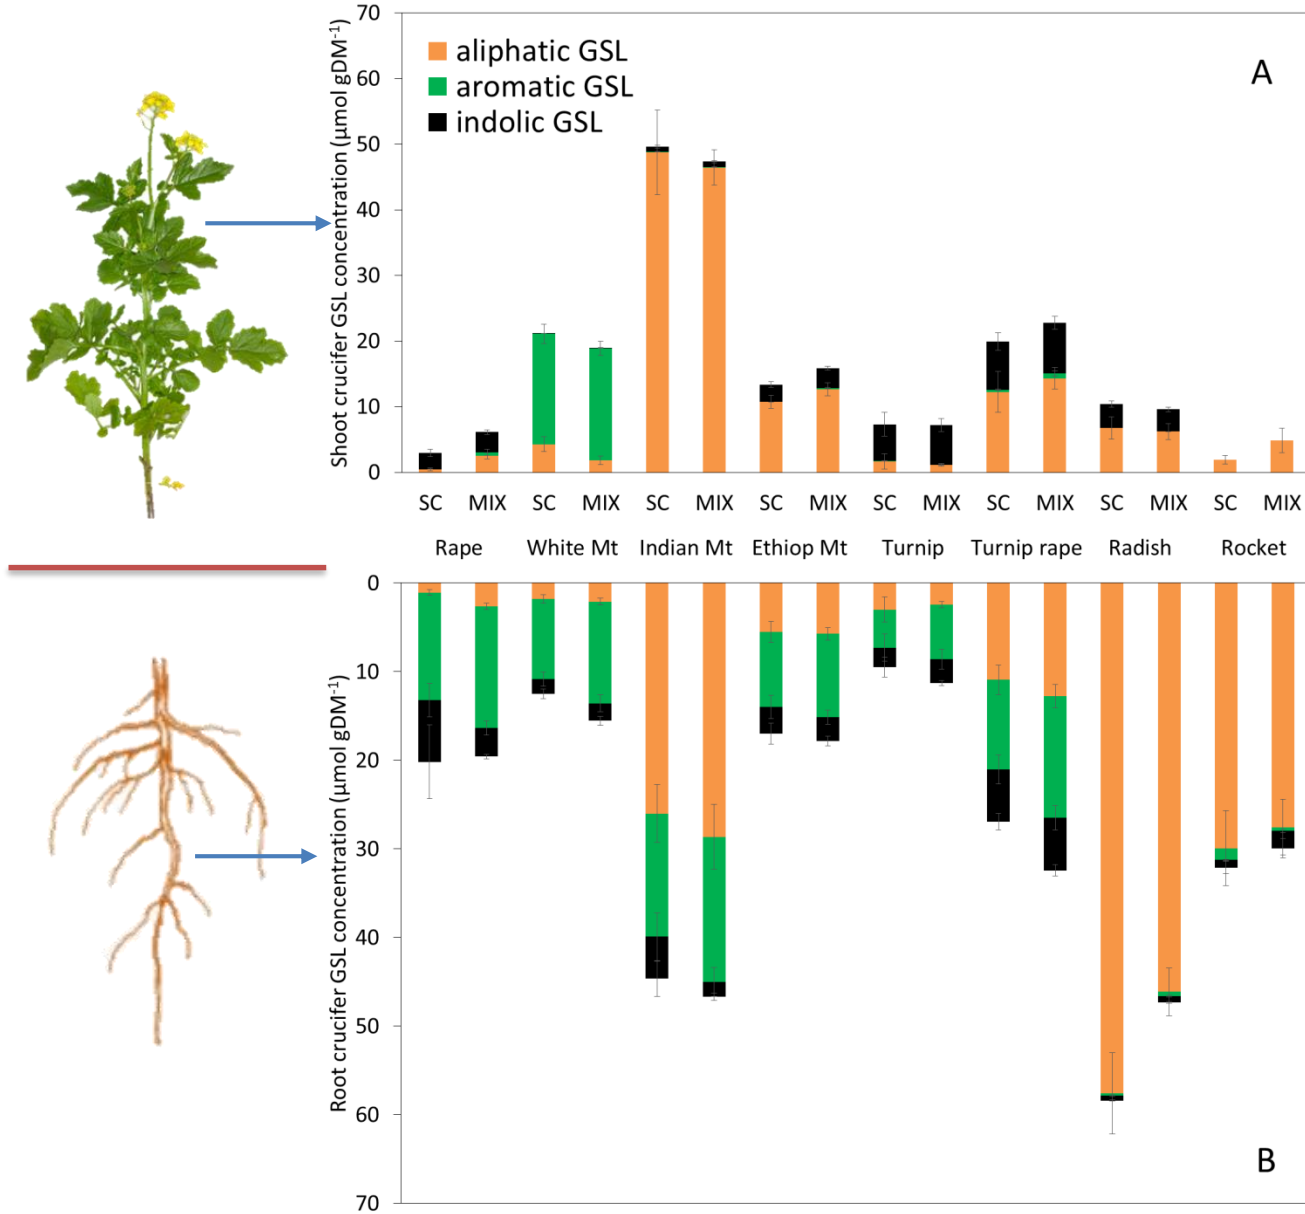 Shoot crucifer GSL concentration (µmol gDM⁻¹)
70
60
50
40
30
20
10
0
aliphatic GSL
aromatic GSL
indolic GSL
A
SC MIX SC MIX SC MIX SC MIX SC MIX SC MIX SC MIX SC MIX
Rape White Mt Indian Mt Ethiop Mt Turnip Turnip rape Radish Rocket
Root crucifer GSL concentration (µmol gDM⁻¹)
0
10
20
30
40
50
60
70
B